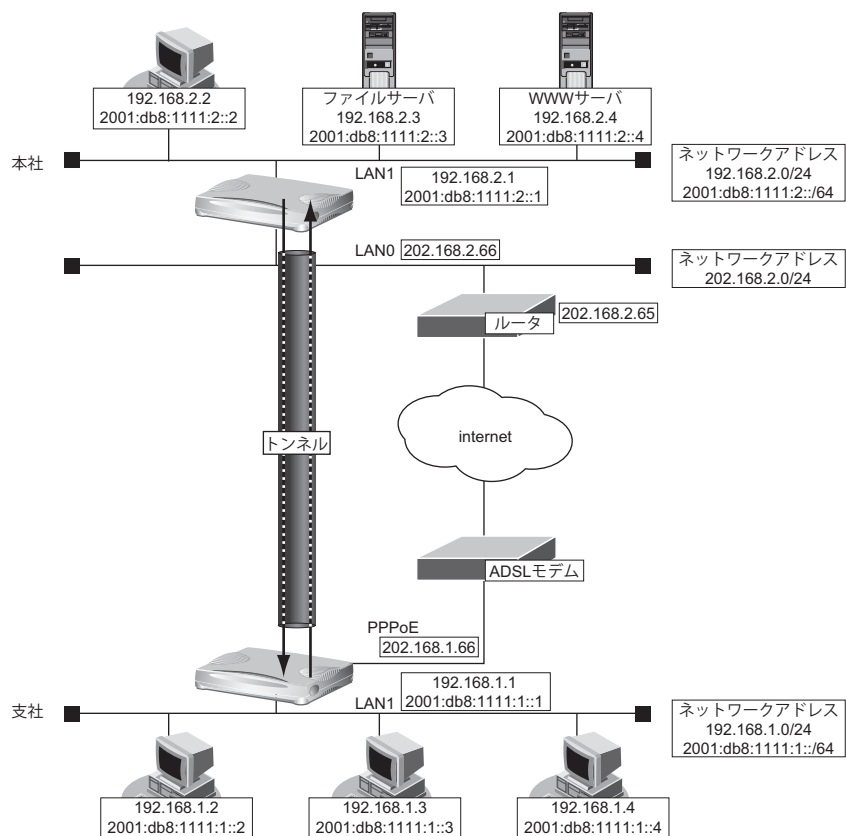 192.168.2.2
2001:db8:1111:2::2
ファイルサーバ
192.168.2.3
2001:db8:1111:2::3
WWWサーバ
192.168.2.4
2001:db8:1111:2::4
本社
LAN1
192.168.2.1
2001:db8:1111:2::1
ネットワークアドレス
192.168.2.0/24
2001:db8:1111:2::/64
LAN0
202.168.2.66
ネットワークアドレス
202.168.2.0/24
ルータ
202.168.2.65
トンネル
internet
ADSLモデム
PPPoE
202.168.1.66
支社
LAN1
192.168.1.1
2001:db8:1111:1::1
ネットワークアドレス
192.168.1.0/24
2001:db8:1111:1::/64
192.168.1.2
2001:db8:1111:1::2
192.168.1.3
2001:db8:1111:1::3
192.168.1.4
2001:db8:1111:1::4